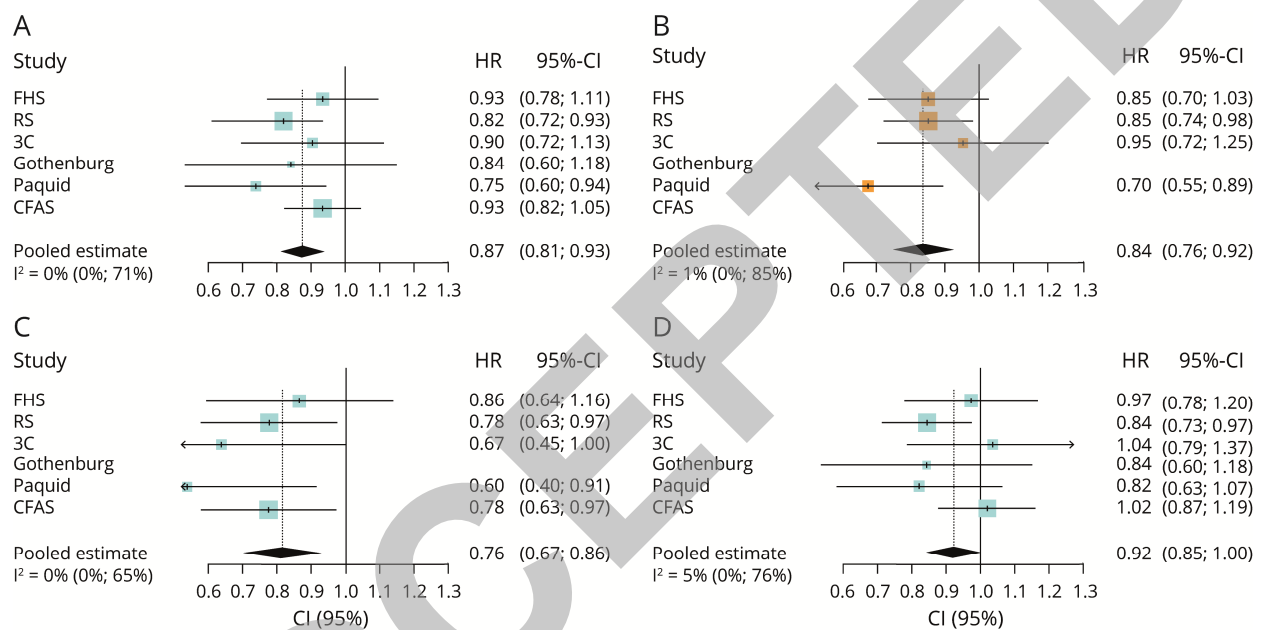 A
Study HR 95%-CI
FHS 0.93 (0.78; 1.11)
RS 0.82 (0.72; 0.93)
3C 0.90 (0.72; 1.13)
Gothenburg 0.84 (0.60; 1.18)
Paquid 0.75 (0.60; 0.94)
CFAS 0.93 (0.82; 1.05)
Pooled estimate 0.87 (0.81; 0.93)
I² = 0% (0%; 71%)
0.6 0.7 0.8 0.9 1.0 1.1 1.2 1.3
B
Study HR 95%-CI
FHS 0.85 (0.70; 1.03)
RS 0.85 (0.74; 0.98)
3C 0.95 (0.72; 1.25)
Gothenburg
Paquid 0.70 (0.55; 0.89)
CFAS
Pooled estimate 0.84 (0.76; 0.92)
I² = 1% (0%; 85%)
0.6 0.7 0.8 0.9 1.0 1.1 1.2 1.3
C
Study HR 95%-CI
FHS 0.86 (0.64; 1.16)
RS 0.78 (0.63; 0.97)
3C 0.67 (0.45; 1.00)
Gothenburg
Paquid 0.60 (0.40; 0.91)
CFAS 0.78 (0.63; 0.97)
Pooled estimate 0.76 (0.67; 0.86)
I² = 0% (0%; 65%)
0.6 0.7 0.8 0.9 1.0 1.1 1.2 1.3
CI (95%)
D
Study HR 95%-CI
FHS 0.97 (0.78; 1.20)
RS 0.84 (0.73; 0.97)
3C 1.04 (0.79; 1.37)
Gothenburg 0.84 (0.60; 1.18)
Paquid 0.82 (0.63; 1.07)
CFAS 1.02 (0.87; 1.19)
Pooled estimate 0.92 (0.85; 1.00)
I² = 5% (0%; 76%)
0.6 0.7 0.8 0.9 1.0 1.1 1.2 1.3
CI (95%)
CEPTED